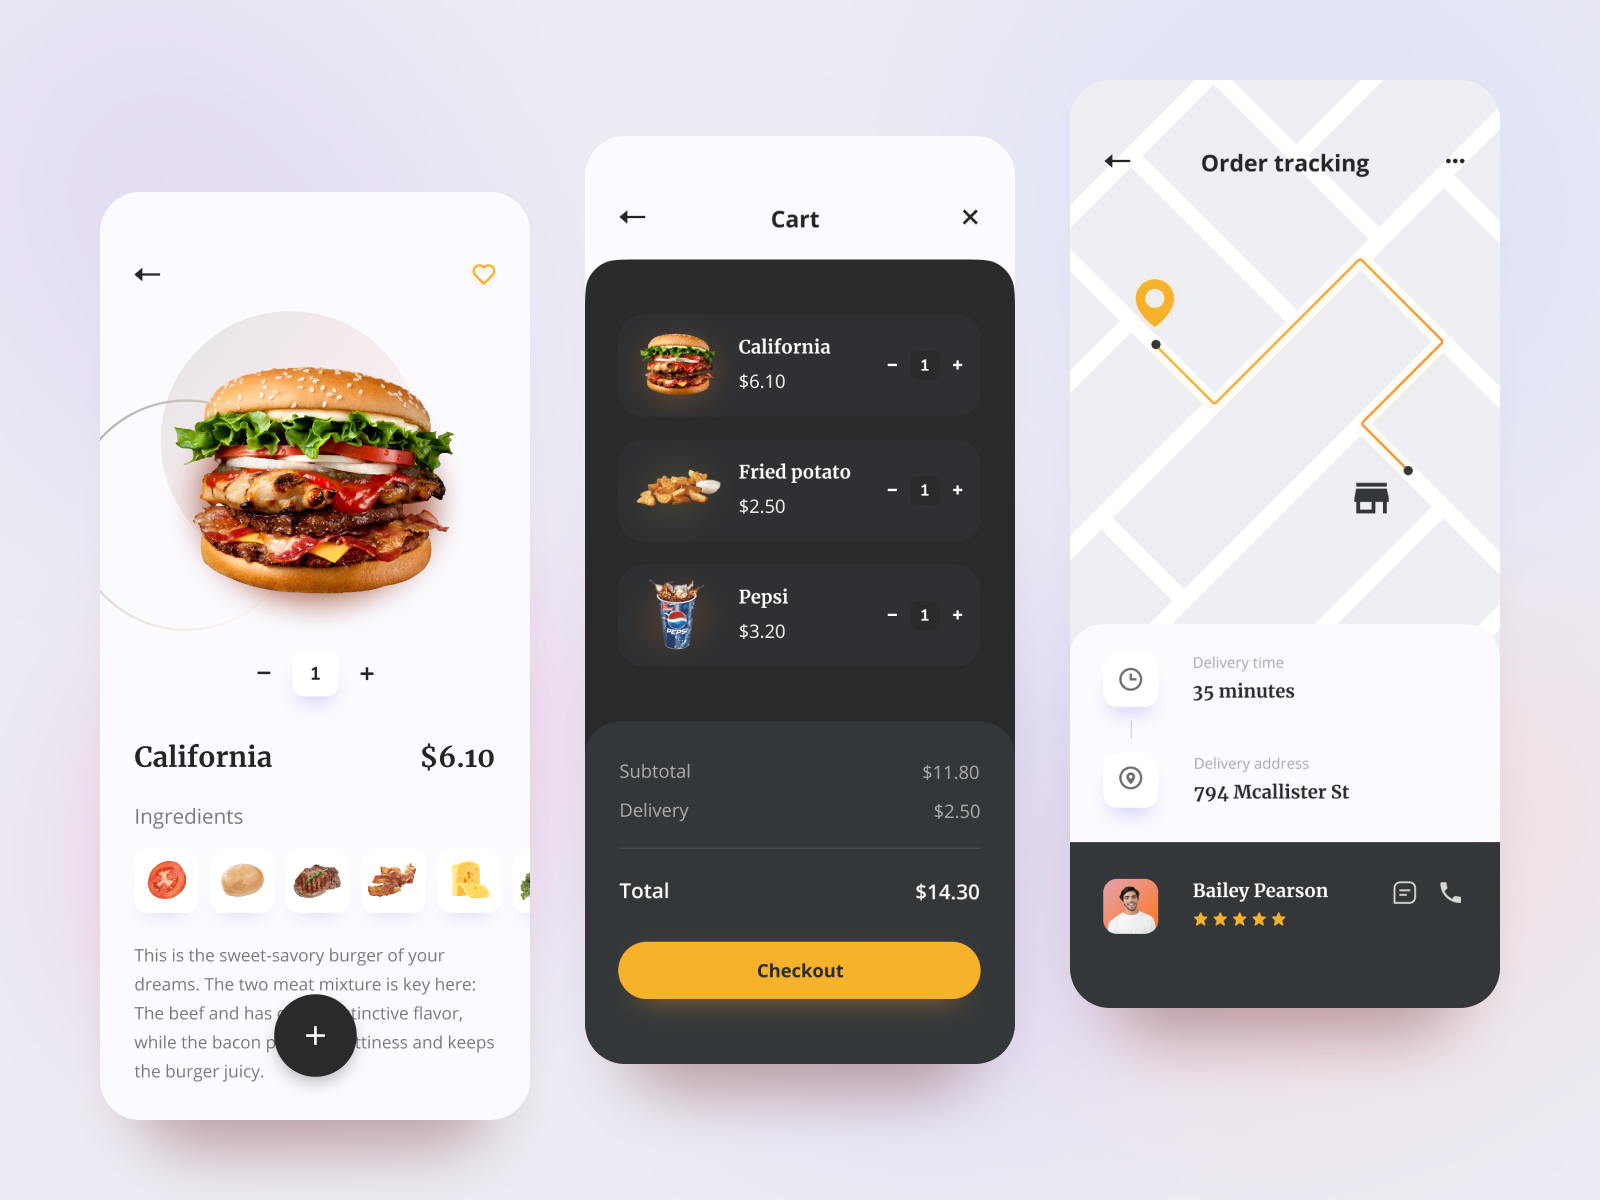 1
California
$6.10
Ingredients
This is the sweet-savory burger of your
dreams. The two meat mixture is key here:
The beef and has tinctive flavor,
while the bacon p ttiness and keeps
the burger juicy.
Cart
California
$6.10
1
Fried potato
$2.50
1
PEPSI
Pepsi
$3.20
1
Subtotal
$11.80
Delivery
$2.50
Total
$14.30
Checkout
Order tracking
Delivery time
35 minutes
Delivery address
794 Mcallister St
Bailey Pearson